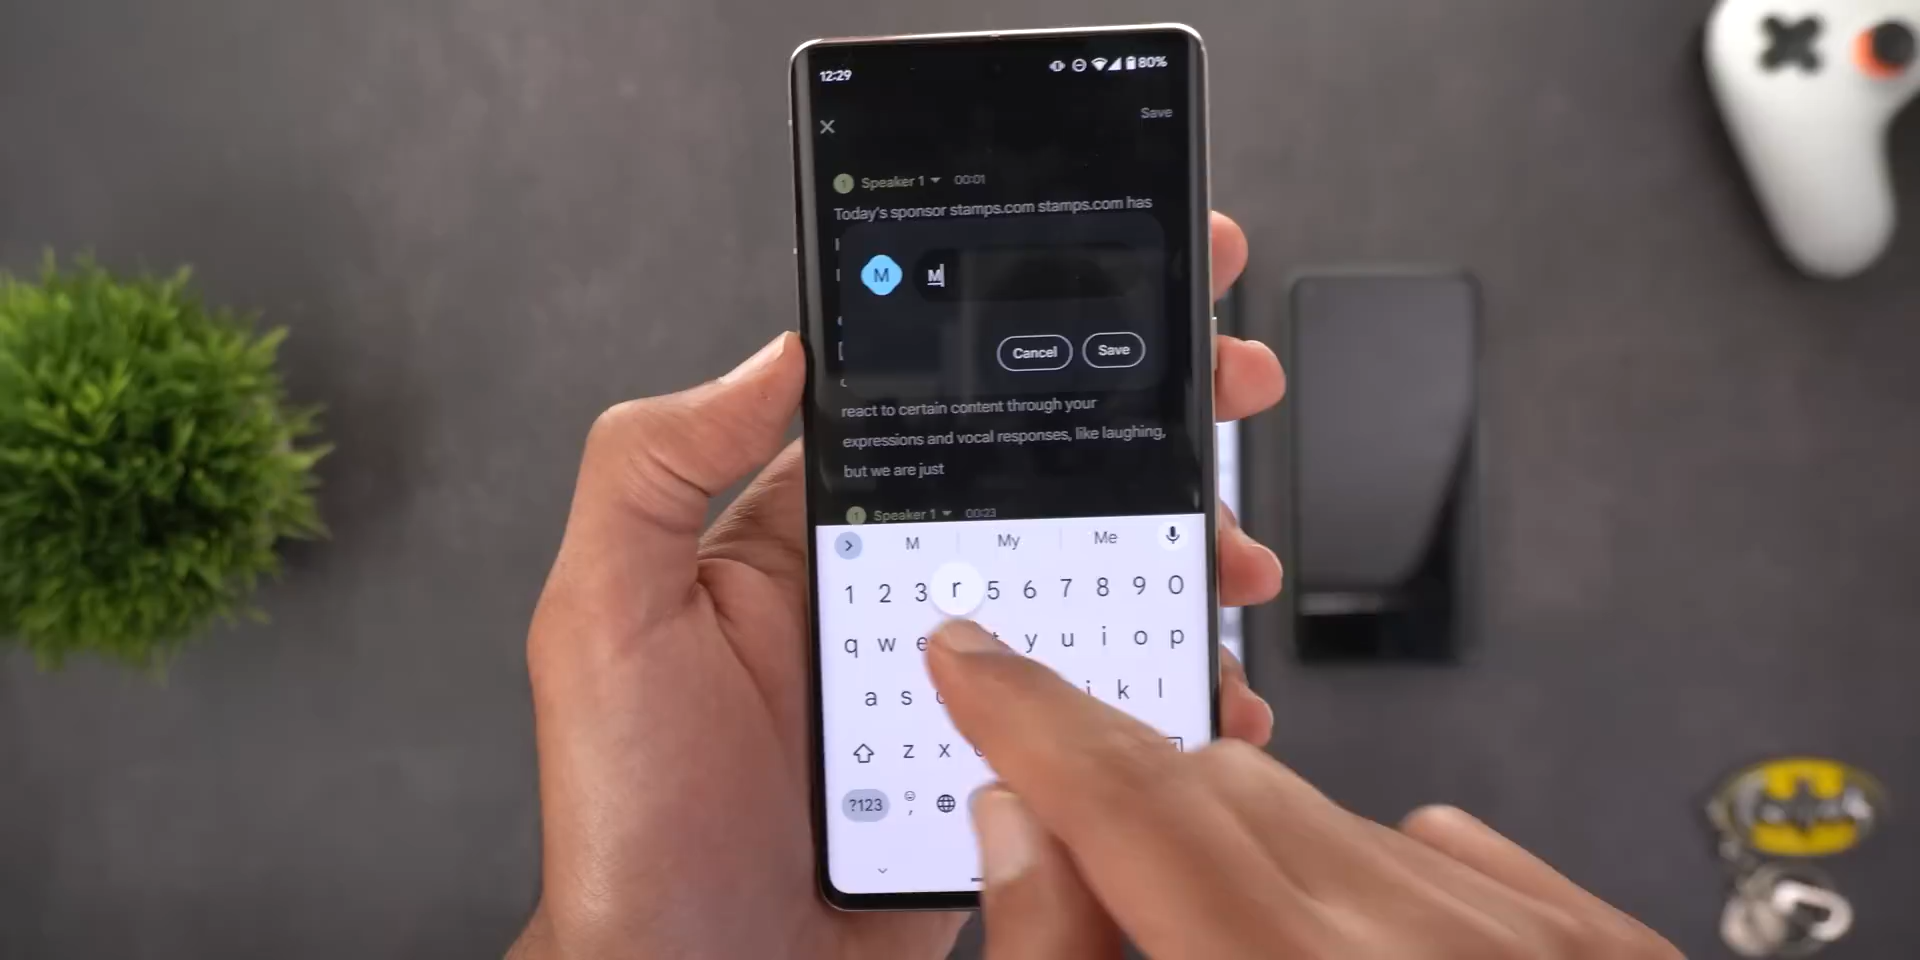 12:29
80%
Save
Speaker 1 00:01
Today's sponsor stamps.com stamps.com has
M M
Cancel Save
react to certain content through your
expressions and vocal responses, like laughing,
but we are just
Speaker 1 00:23
M My Me
1 2 3 r 5 6 7 8 9 0
q w e t y u i o p
a s j k l
z x
?123 ,